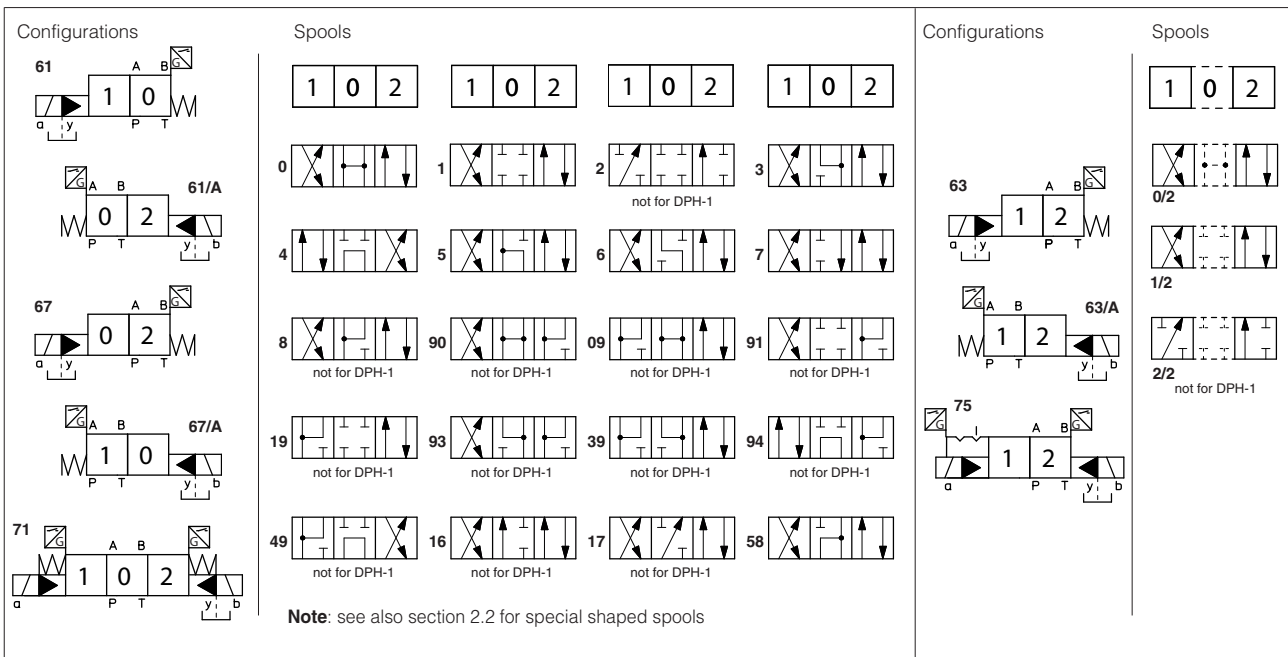 Configurations
Spools
Configurations
Spools
61
A B
G
1 0
a y
P T
G
A B
61/A
0 2
P T
y b
67
A B
G
0 2
a y
P T
G
A B
67/A
1 0
P T
y b
71
G
A B
G
1 0 2
a
P T
y b
1 0 2
1 0 2
1 0 2
1 0 2
0
1
2
3
not for DPH-1
4
5
6
7
8
90
09
91
not for DPH-1
not for DPH-1
not for DPH-1
not for DPH-1
19
93
39
94
not for DPH-1
not for DPH-1
not for DPH-1
not for DPH-1
49
16
17
58
not for DPH-1
not for DPH-1
not for DPH-1
Note: see also section 2.2 for special shaped spools
63
A B
G
1 2
a y
P T
G
A B
63/A
1 2
P T
y b
75
G
A B
G
1 2
a
P T
y b
1 0 2
0/2
1/2
2/2
not for DPH-1